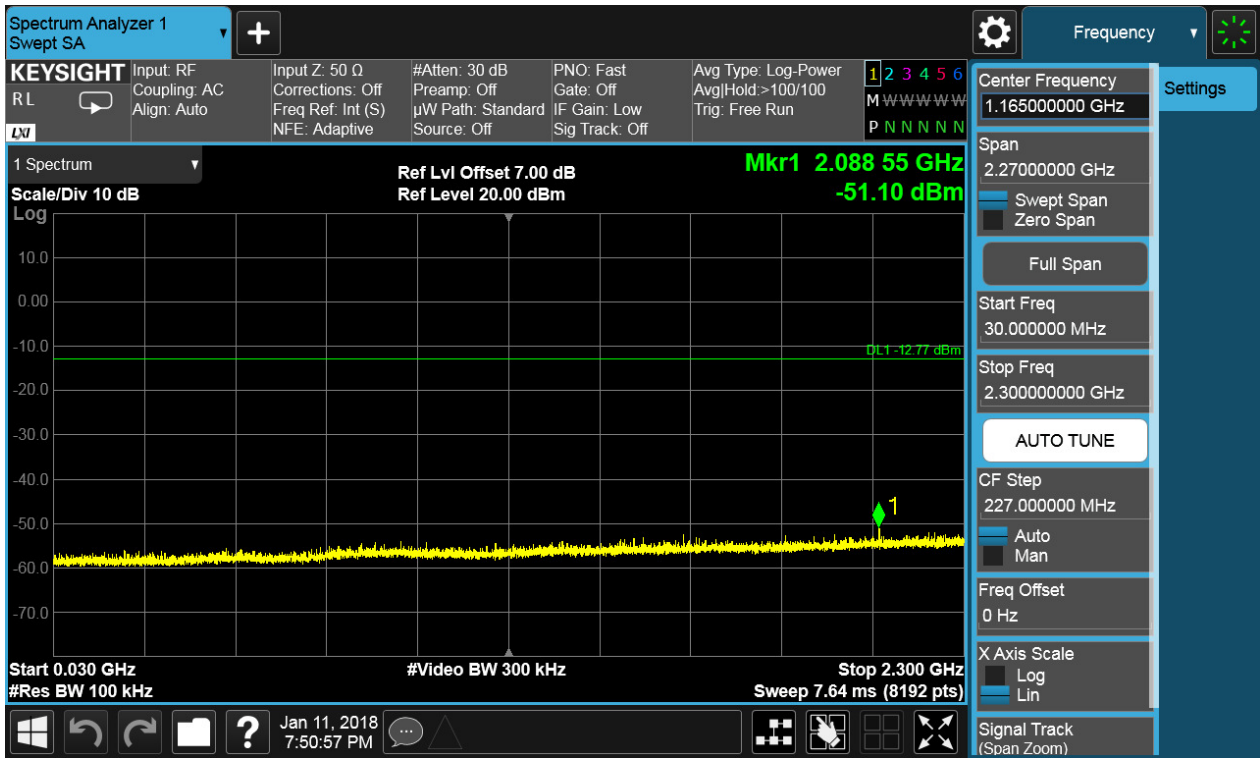 Spectrum Analyzer 1
Swept SA
Frequency
KEYSIGHT
R L
LXI
Input: RF
Coupling: AC
Align: Auto
Input Z: 50 Ω
Corrections: Off
Freq Ref: Int (S)
NFE: Adaptive
#Atten: 30 dB
Preamp: Off
µW Path: Standard
Source: Off
PNO: Fast
Gate: Off
IF Gain: Low
Sig Track: Off
Avg Type: Log-Power
Avg|Hold:>100/100
Trig: Free Run
1 2 3 4 5 6
M W W W W W
P N N N N N
1 Spectrum
Scale/Div 10 dB
Log
Ref Lvl Offset 7.00 dB
Ref Level 20.00 dBm
Mkr1 2.088 55 GHz
-51.10 dBm
10.0
0.00
-10.0
DL1 -12.77 dBm
-20.0
-30.0
-40.0
1
-50.0
-60.0
-70.0
Start 0.030 GHz
#Res BW 100 kHz
#Video BW 300 kHz
Stop 2.300 GHz
Sweep 7.64 ms (8192 pts)
?
Jan 11, 2018
7:50:57 PM
Center Frequency
1.165000000 GHz
Span
2.27000000 GHz
Swept Span
Zero Span
Full Span
Start Freq
30.000000 MHz
Stop Freq
2.300000000 GHz
AUTO TUNE
CF Step
227.000000 MHz
Auto
Man
Freq Offset
0 Hz
X Axis Scale
Log
Lin
Signal Track
(Span Zoom)
Settings